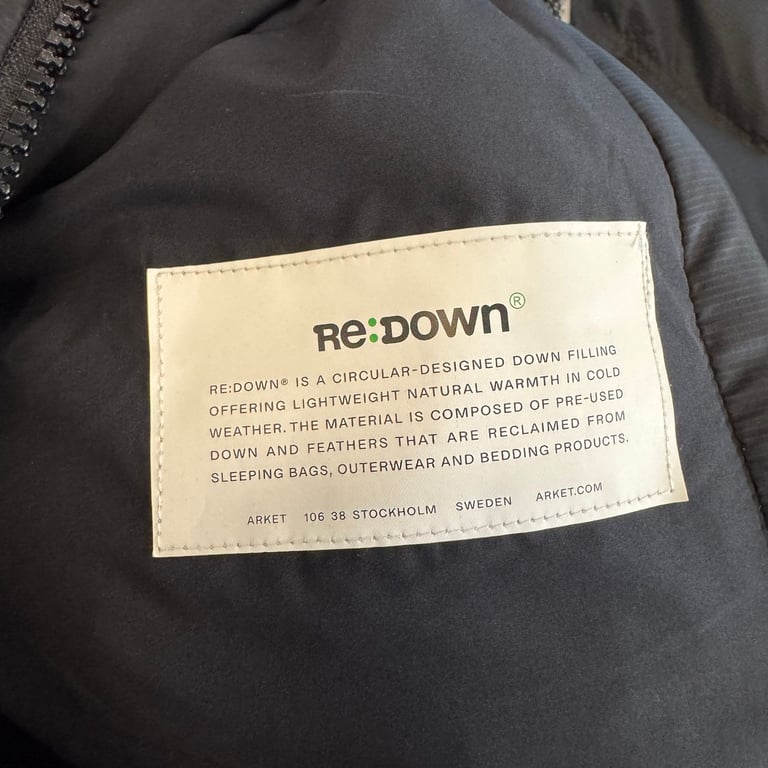 Re:DOWN®
RE:DOWN® IS A CIRCULAR-DESIGNED DOWN FILLING
OFFERING LIGHTWEIGHT NATURAL WARMTH IN COLD
WEATHER. THE MATERIAL IS COMPOSED OF PRE-USED
DOWN AND FEATHERS THAT ARE RECLAIMED FROM
SLEEPING BAGS, OUTERWEAR AND BEDDING PRODUCTS.
ARKET 106 38 STOCKHOLM SWEDEN ARKET.COM